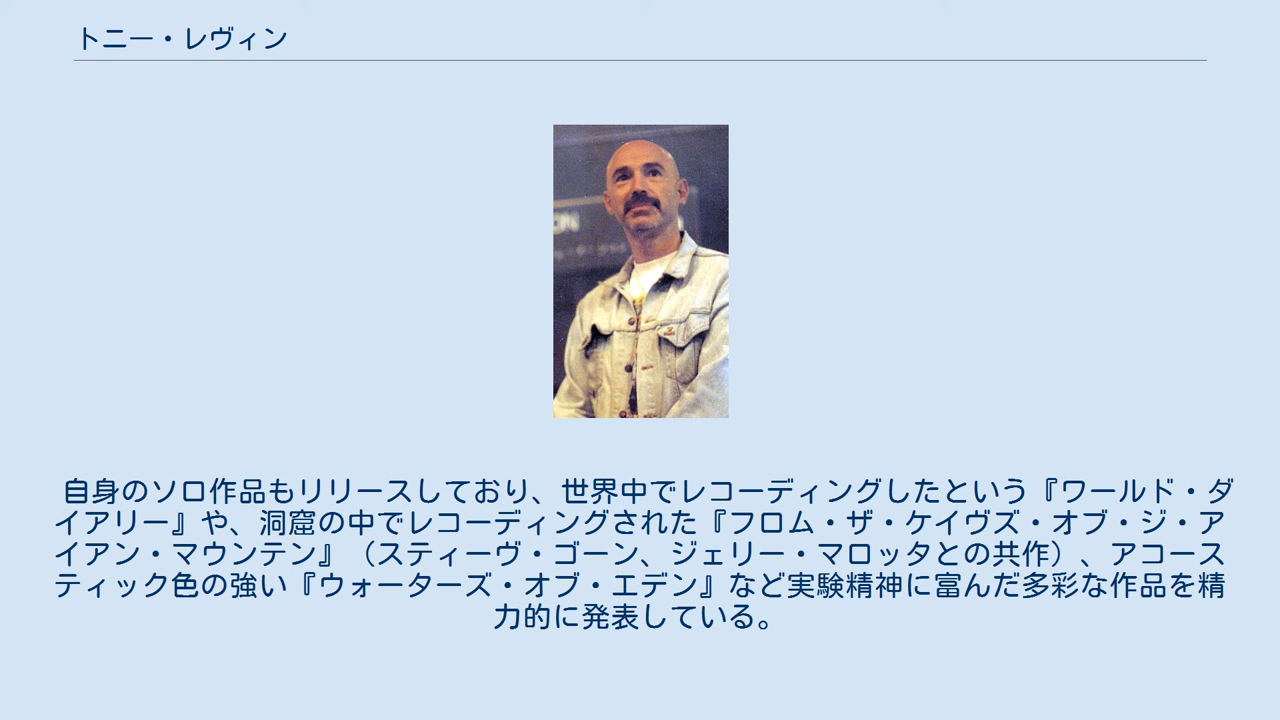 トニー・レヴィン
自身のソロ作品もリリースしており、世界中でレコーディングしたという『ワールド・ダ
イアリー』や、洞窟の中でレコーディングされた『フロム・ザ・ケイヴズ・オブ・ジ・ア
イアン・マウンテン』（スティーヴ・ゴーン、ジェリー・マロッタとの共作）、アコース
ティック色の強い『ウォーターズ・オブ・エデン』など実験精神に富んだ多彩な作品を精
力的に発表している。